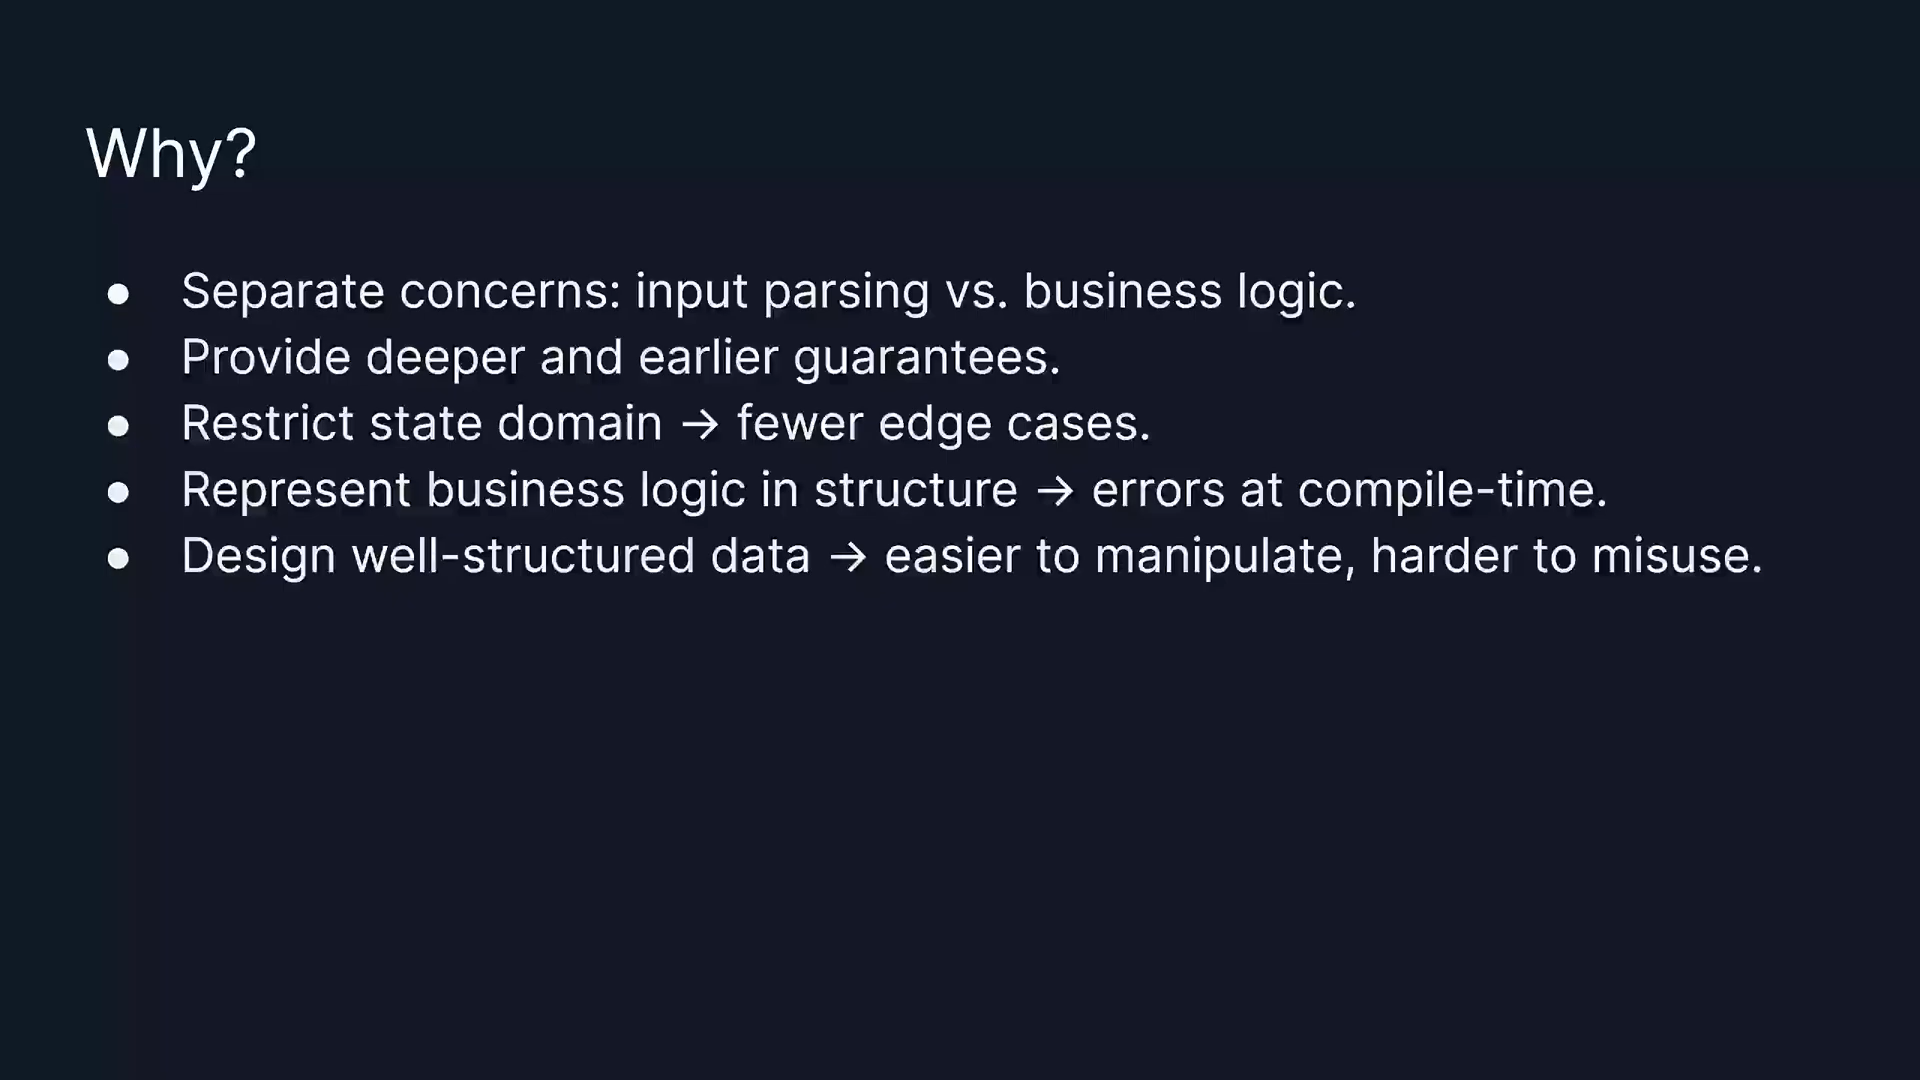 Why?
● Separate concerns: input parsing vs. business logic.
● Provide deeper and earlier guarantees.
● Restrict state domain → fewer edge cases.
● Represent business logic in structure → errors at compile-time.
● Design well-structured data → easier to manipulate, harder to misuse.